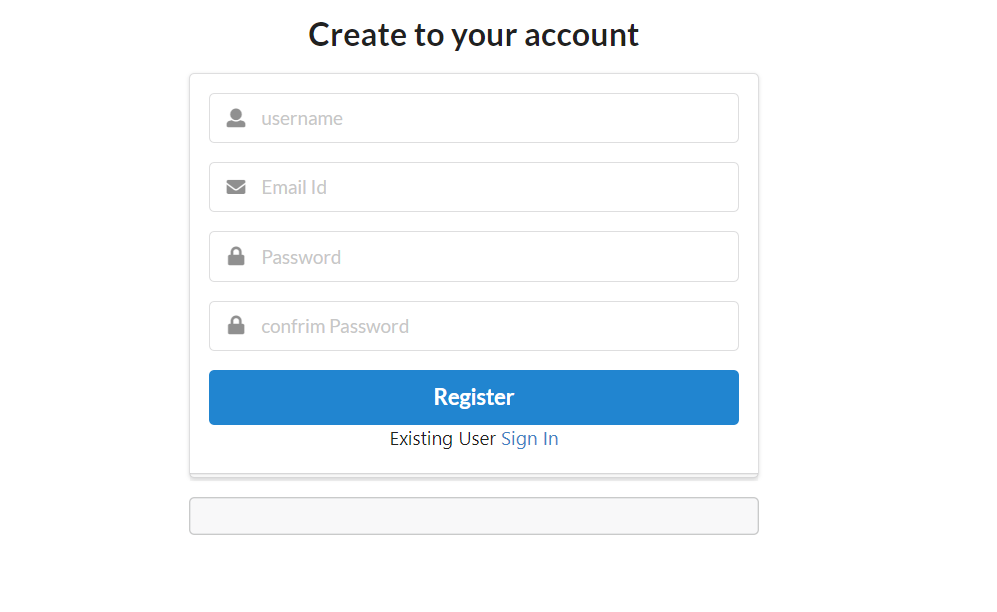 Create to your account
username
Email Id
Password
confrim Password
Register
Existing User Sign In